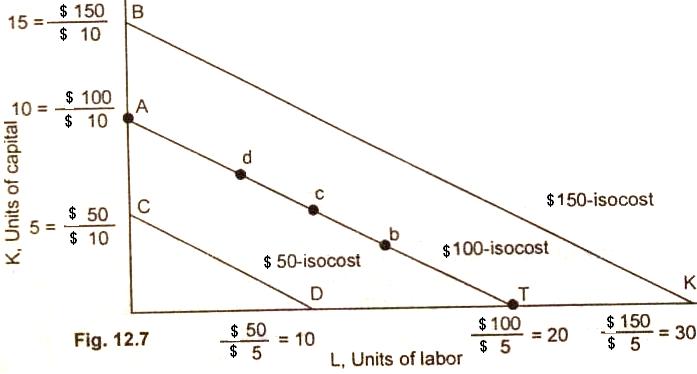 B
15 = $ 150 / $ 10
10 = $ 100 / $ 10
A
d
c
b
C
5 = $ 50 / $ 10
K, Units of capital
$150-isocost
$100-isocost
$ 50-isocost
D
T
K
Fig. 12.7
$ 50 / $ 5 = 10
$ 100 / $ 5 = 20
$ 150 / $ 5 = 30
L, Units of labor